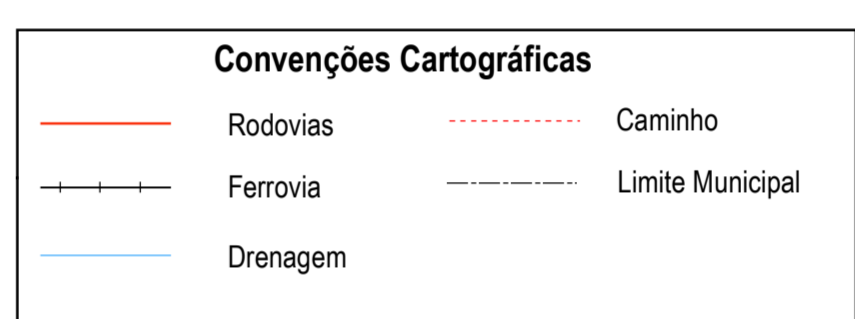 Convenções Cartográficas
Rodovias
Caminho
Ferrovia
Limite Municipal
Drenagem